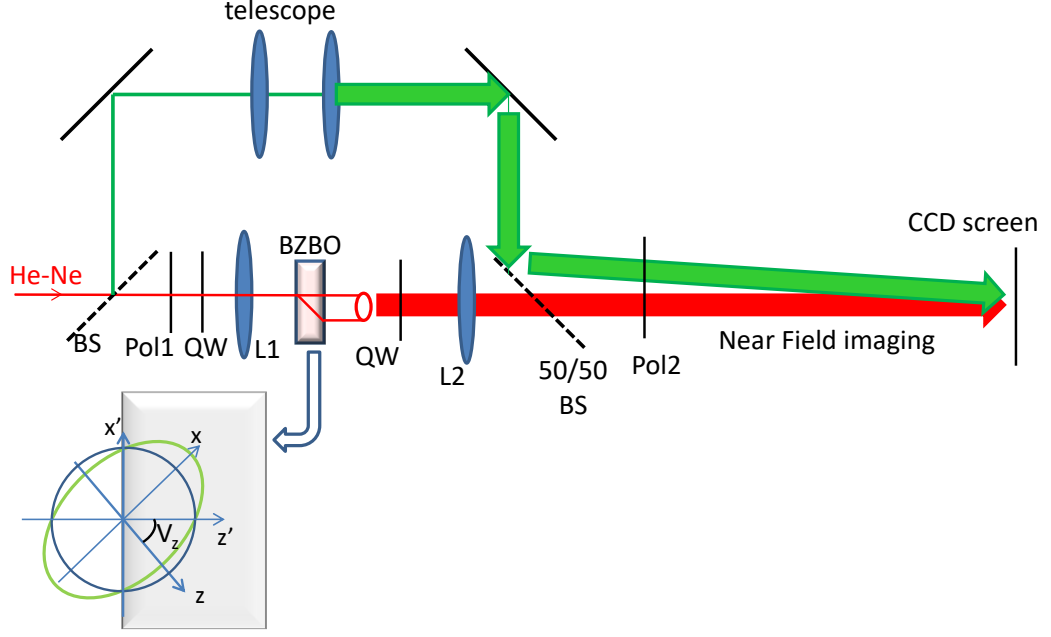 telescope
CCD screen
He-Ne
BZBO
BS
Pol1
QW
L1
QW
L2
50/50
BS
Pol2
Near Field imaging
x’
x
V_z
z’
z